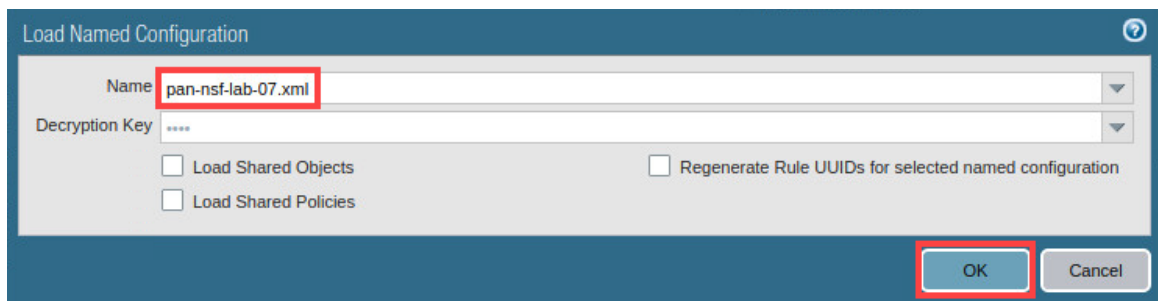 Load Named Configuration
Name pan-nsf-lab-07.xml
Decryption Key ****
Load Shared Objects
Regenerate Rule UUIDs for selected named configuration
Load Shared Policies
OK
Cancel